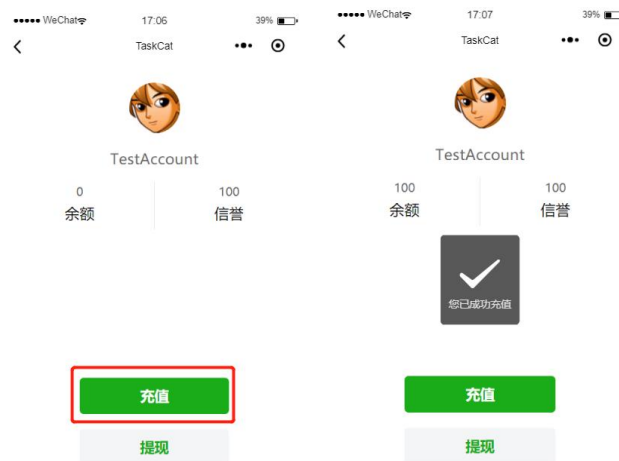 WeChat 17:06 39%
TaskCat
TestAccount
0 100
余额 信誉
充值
提现
WeChat 17:07 39%
TaskCat
TestAccount
100 100
余额 信誉
您已成功充值
充值
提现